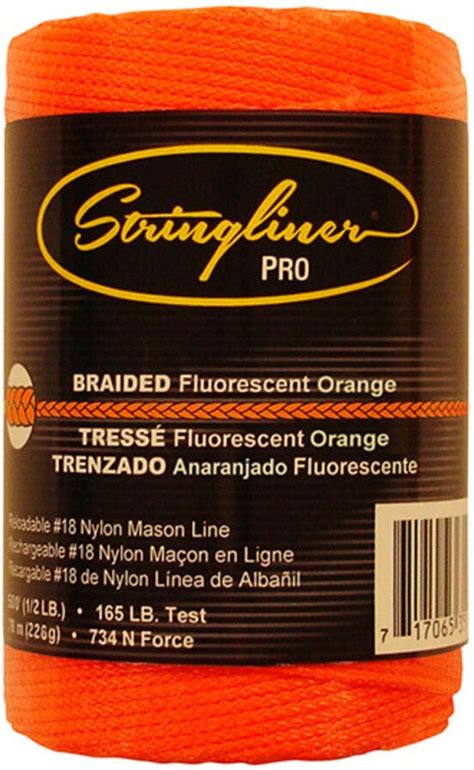 Stringliner
PRO
BRAIDED Fluorescent Orange
TRESSÉ Fluorescent Orange
TRENZADO Anaranjado Fluorescente
Reloadable #18 Nylon Mason Line
Rechargeable #18 Nylon Maçon en Ligne
Recargable #18 de Nylon Línea de Albañil
500' (1/2 LB.) • 165 LB. Test
(226g) • 734 N Force
7 17065